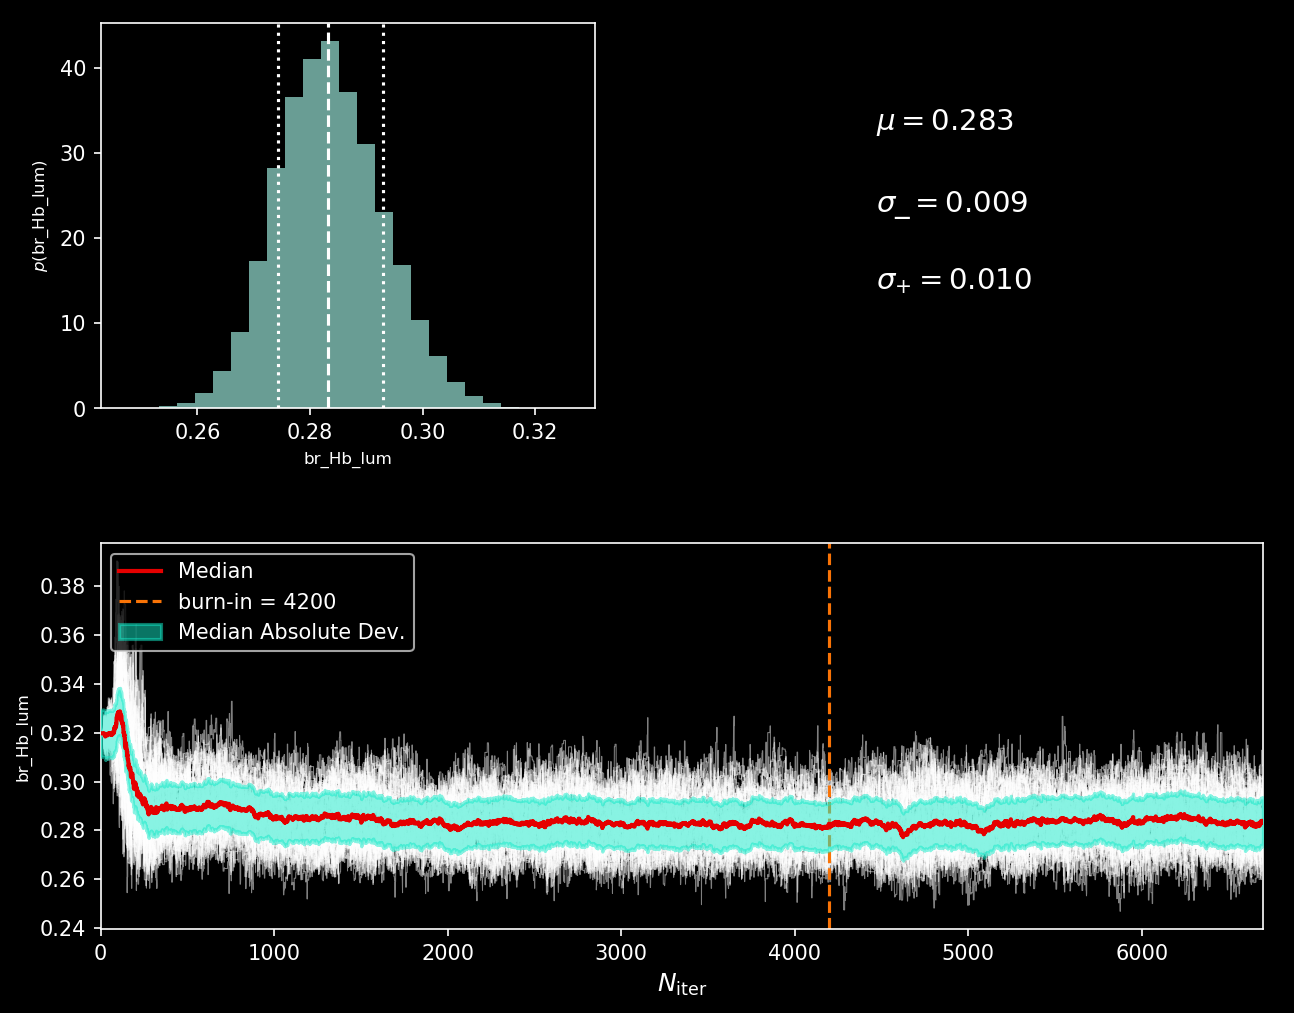 40
30
20
10
0
p(br_Hb_lum)
0.26 0.28 0.30 0.32
br_Hb_lum
μ = 0.283
σ₋ = 0.009
σ₊ = 0.010
Median
burn-in = 4200
Median Absolute Dev.
0.38
0.36
0.34
0.32
0.30
0.28
0.26
0.24
br_Hb_lum
0 1000 2000 3000 4000 5000 6000
N_iter